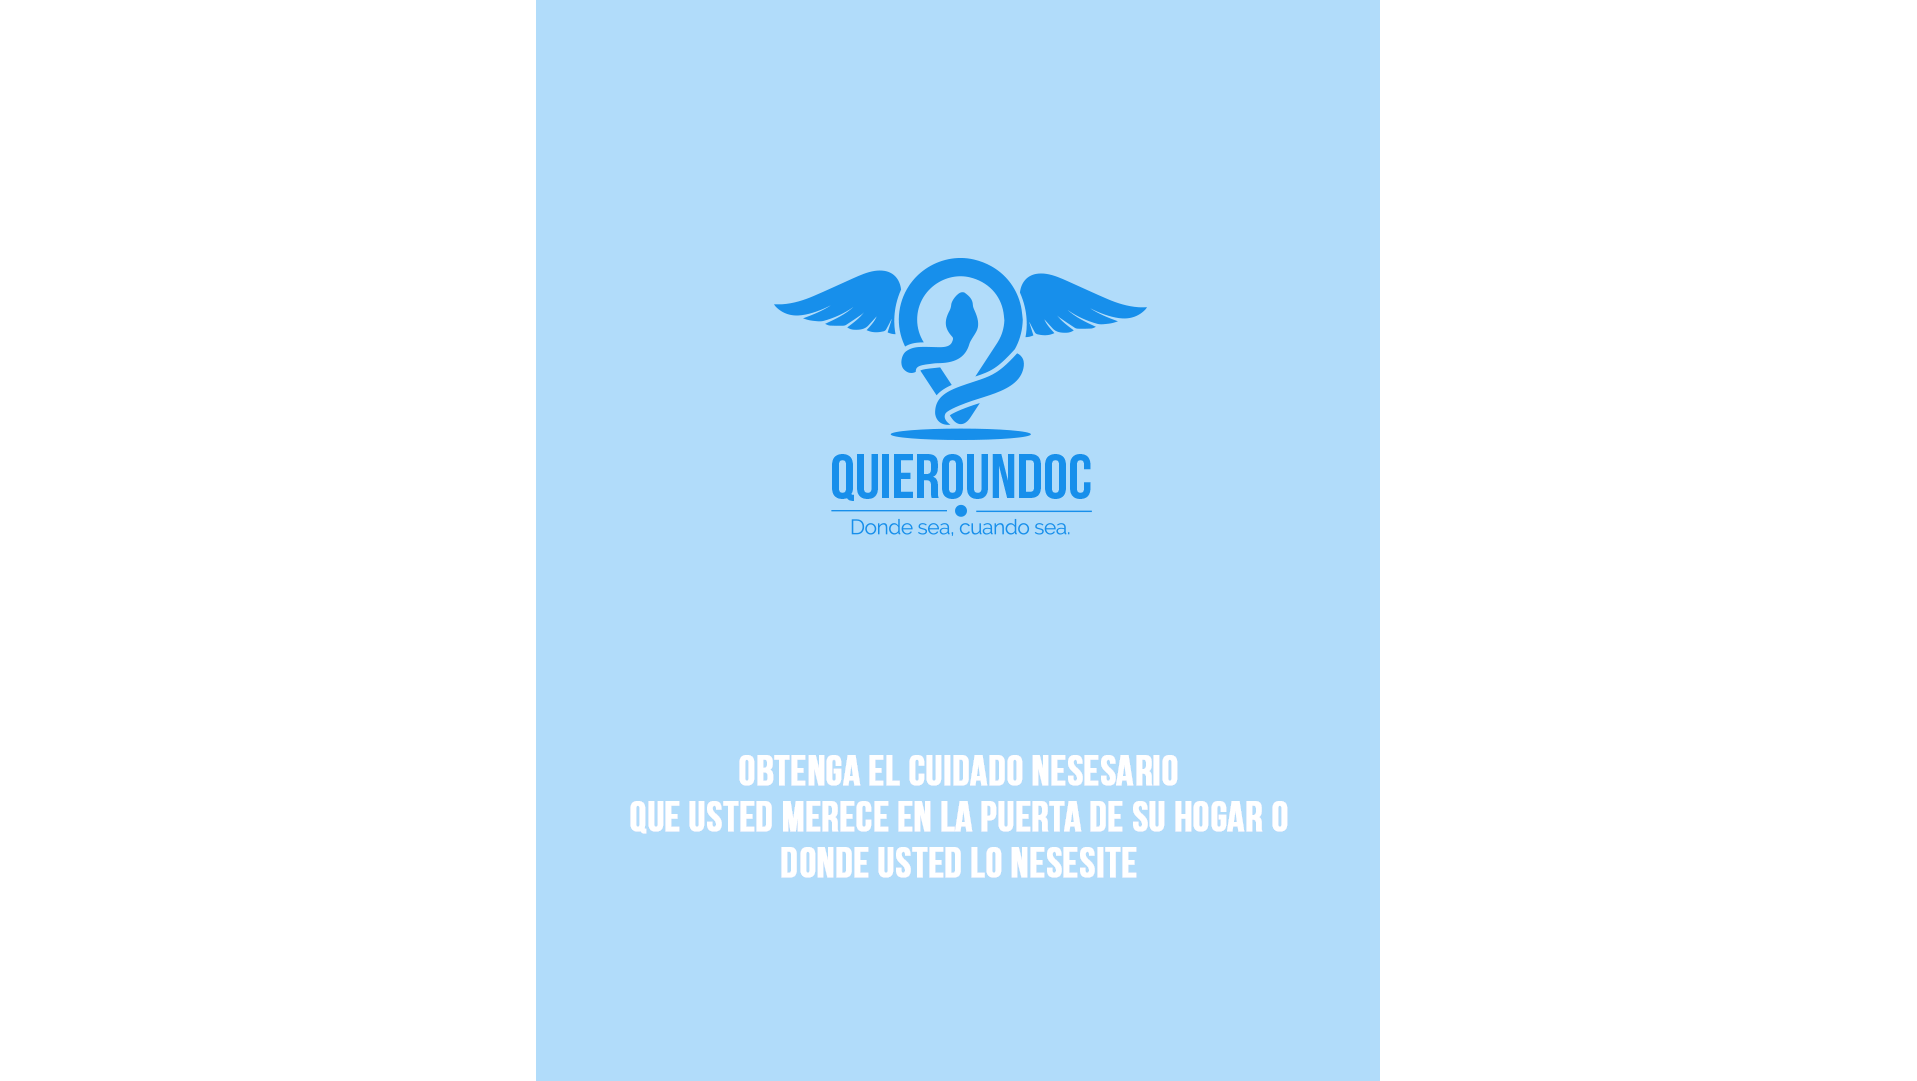 QUIEROUNDOC
Donde sea, cuando sea.
OBTENGA EL CUIDADO NESESARIO
QUE USTED MERECE EN LA PUERTA DE SU HOGAR O
DONDE USTED LO NESESITE